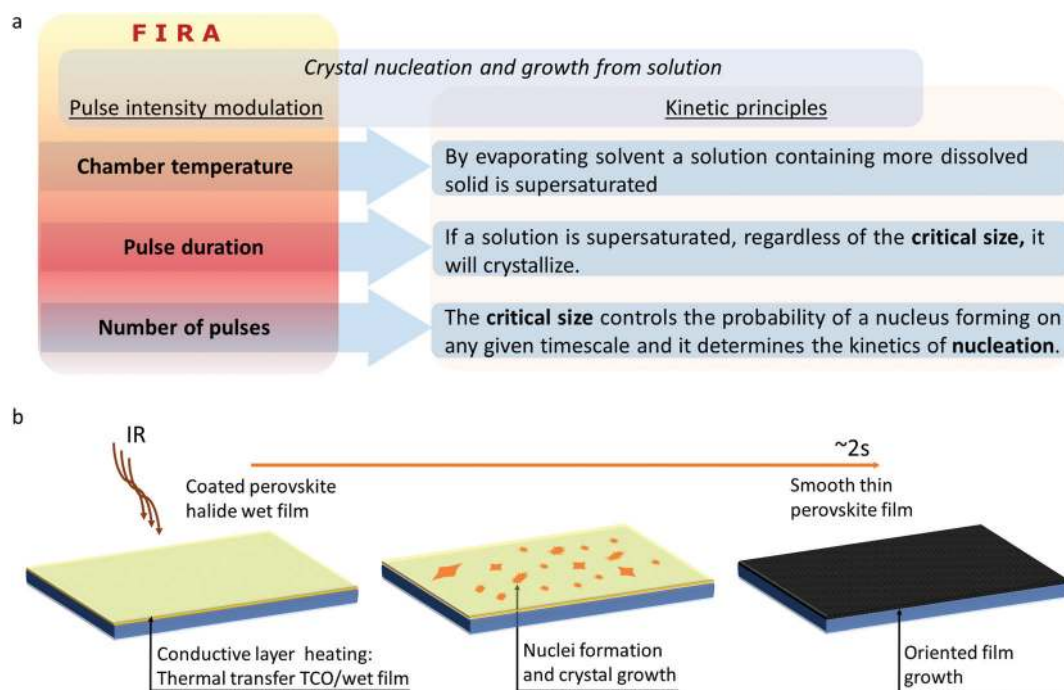 a
FIRA
Crystal nucleation and growth from solution
Pulse intensity modulation
Kinetic principles
Chamber temperature
By evaporating solvent a solution containing more dissolved
solid is supersaturated
Pulse duration
If a solution is supersaturated, regardless of the critical size, it
will crystallize.
Number of pulses
The critical size controls the probability of a nucleus forming on
any given timescale and it determines the kinetics of nucleation.
b
IR
~2s
Coated perovskite
halide wet film
Smooth thin
perovskite film
Conductive layer heating:
Thermal transfer TCO/wet film
Nuclei formation
and crystal growth
Oriented film
growth